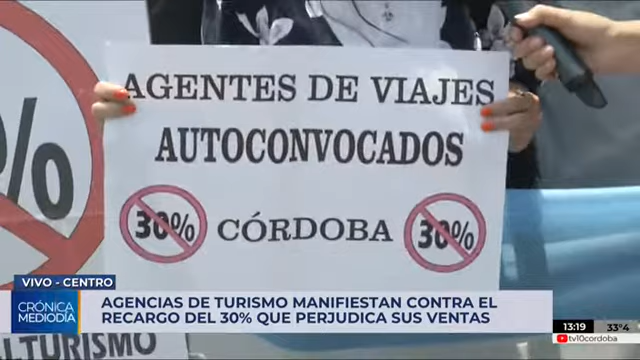 %
AGENTES DE VIAJES
AUTOCONVOCADOS
30% CÓRDOBA 30%
VIVO - CENTRO
CRÓNICA
MEDIODÍA
AGENCIAS DE TURISMO MANIFIESTAN CONTRA EL
RECARGO DEL 30% QUE PERJUDICA SUS VENTAS
13:19 33°4
tv10cordoba
TURISMO